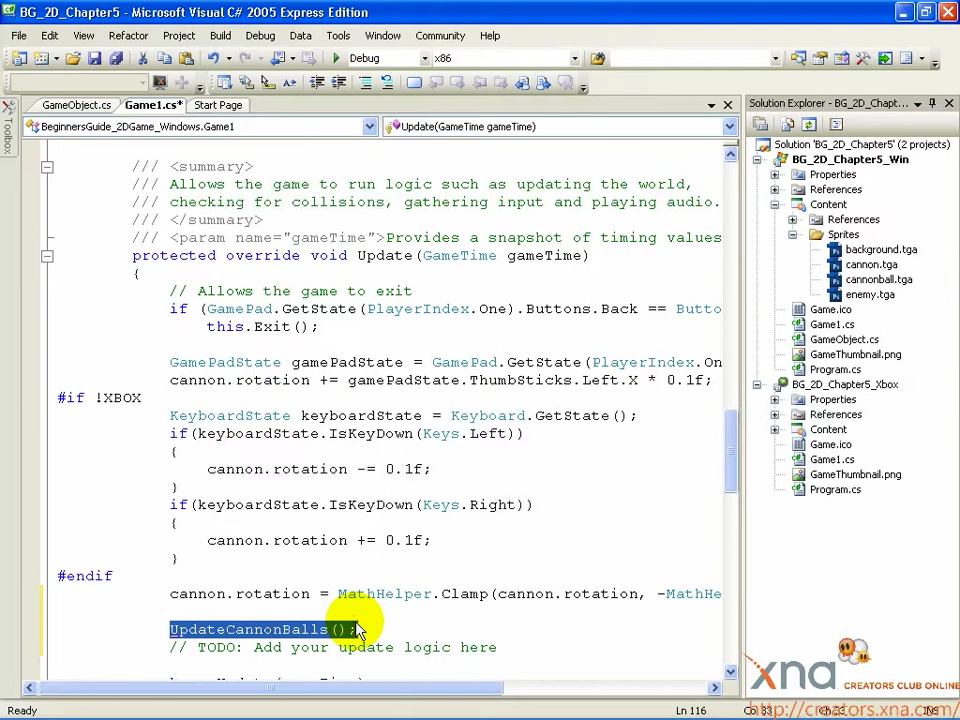 BG_2D_Chapter5 - Microsoft Visual C# 2005 Express Edition
File Edit View Refactor Project Build Debug Data Tools Window Community Help
Debug x86
GameObject.cs Game1.cs* Start Page
BeginnersGuide_2DGame_Windows.Game1 Update(GameTime gameTime)
Toolbox
/// <summary>
/// Allows the game to run logic such as updating the world,
/// checking for collisions, gathering input and playing audio.
/// </summary>
/// <param name="gameTime">Provides a snapshot of timing values
protected override void Update(GameTime gameTime)
{
// Allows the game to exit
if (GamePad.GetState(PlayerIndex.One).Buttons.Back == Butto
this.Exit();
GamePadState gamePadState = GamePad.GetState(PlayerIndex.On
cannon.rotation += gamePadState.ThumbSticks.Left.X * 0.1f;
#if !XBOX
KeyboardState keyboardState = Keyboard.GetState();
if(keyboardState.IsKeyDown(Keys.Left))
{
cannon.rotation -= 0.1f;
}
if(keyboardState.IsKeyDown(Keys.Right))
{
cannon.rotation += 0.1f;
}
#endif
cannon.rotation = MathHelper.Clamp(cannon.rotation, -MathHe
UpdateCannonBalls();
// TODO: Add your update logic here
Solution Explorer - BG_2D_Chapt...
Solution 'BG_2D_Chapter5' (2 projects)
BG_2D_Chapter5_Win
Properties
References
Content
References
Sprites
background.tga
cannon.tga
cannonball.tga
enemy.tga
Game.ico
Game1.cs
GameObject.cs
GameThumbnail.png
Program.cs
BG_2D_Chapter5_Xbox
Properties
References
Content
Game.ico
Game1.cs
GameThumbnail.png
Program.cs
xna CREATORS CLUB ONLINE
http://creators.xna.com/
Ready Ln 116